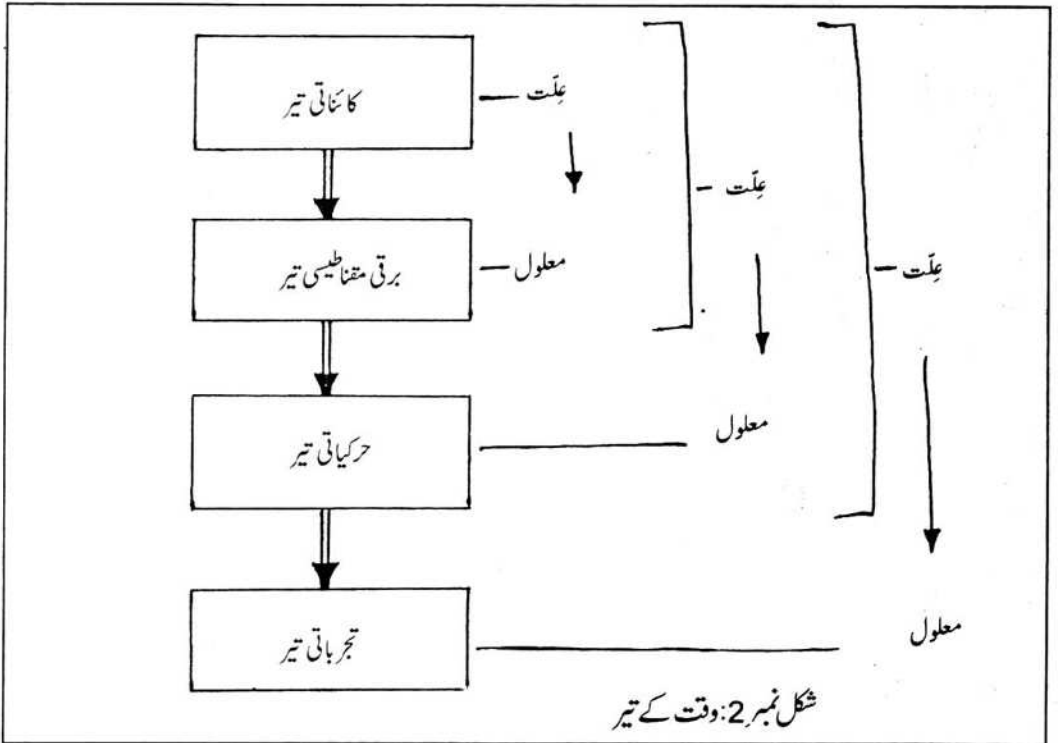 کائناتی تیر
علّت
علّت
برقی مقناطیسی تیر
معلول
علّت
حرکیاتی تیر
معلول
تجرباتی تیر
معلول
شکل نمبر 2: وقت کے تیر